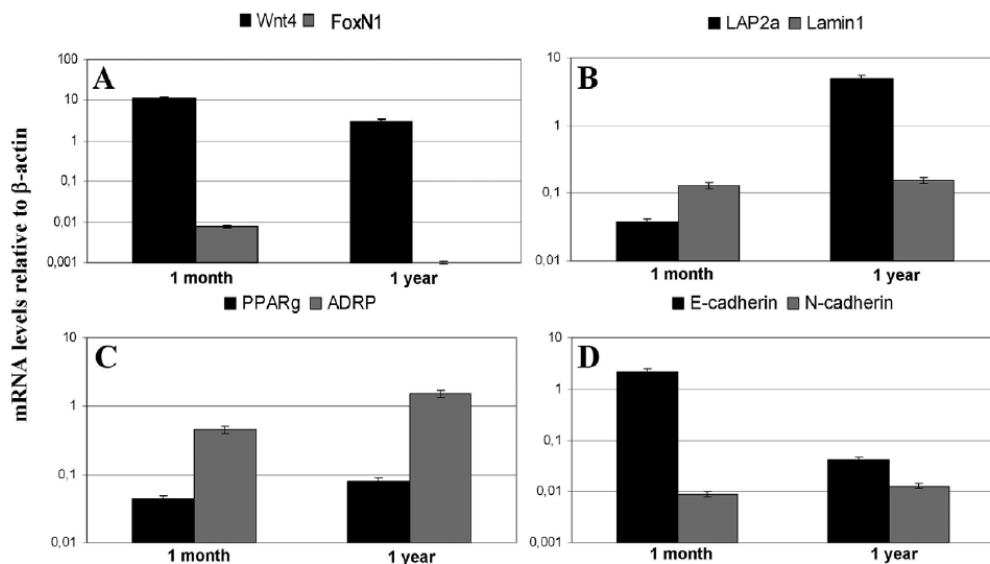 Wnt4 FoxN1
LAP2a Lamin1
mRNA levels relative to β-actin
A
100
10
1
0,1
0,01
0,001
1 month 1 year
B
10
1
0,1
0,01
1 month 1 year
PPARg ADRP
E-cadherin N-cadherin
C
10
1
0,1
0,01
1 month 1 year
D
10
1
0,1
0,01
0,001
1 month 1 year